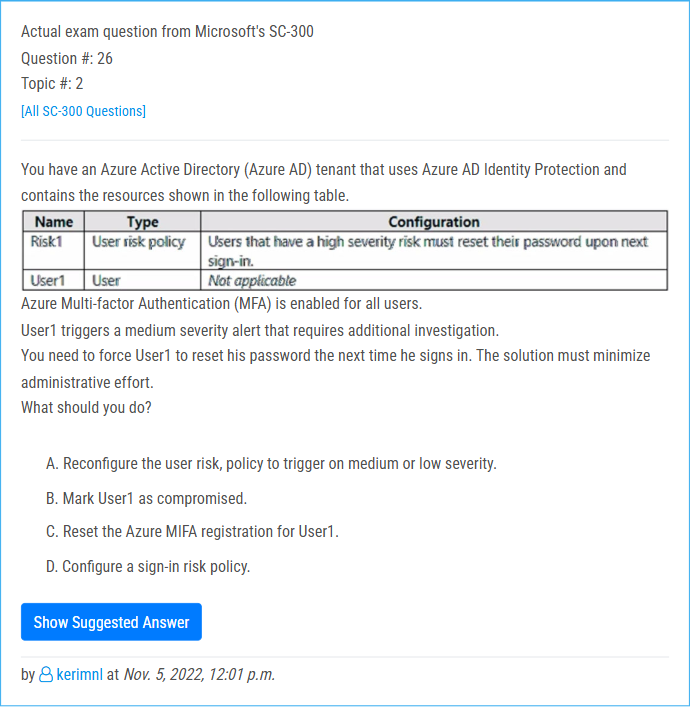 Actual exam question from Microsoft's SC-300
Question #: 26
Topic #: 2
[All SC-300 Questions]
You have an Azure Active Directory (Azure AD) tenant that uses Azure AD Identity Protection and
contains the resources shown in the following table.
Name Type Configuration
Risk1 User risk policy Users that have a high severity risk must reset their password upon next
sign-in.
User1 User Not applicable
Azure Multi-factor Authentication (MFA) is enabled for all users.
User1 triggers a medium severity alert that requires additional investigation.
You need to force User1 to reset his password the next time he signs in. The solution must minimize
administrative effort.
What should you do?
A. Reconfigure the user risk, policy to trigger on medium or low severity.
B. Mark User1 as compromised.
C. Reset the Azure MIFA registration for User1.
D. Configure a sign-in risk policy.
Show Suggested Answer
by kerimnl at Nov. 5, 2022, 12:01 p.m.